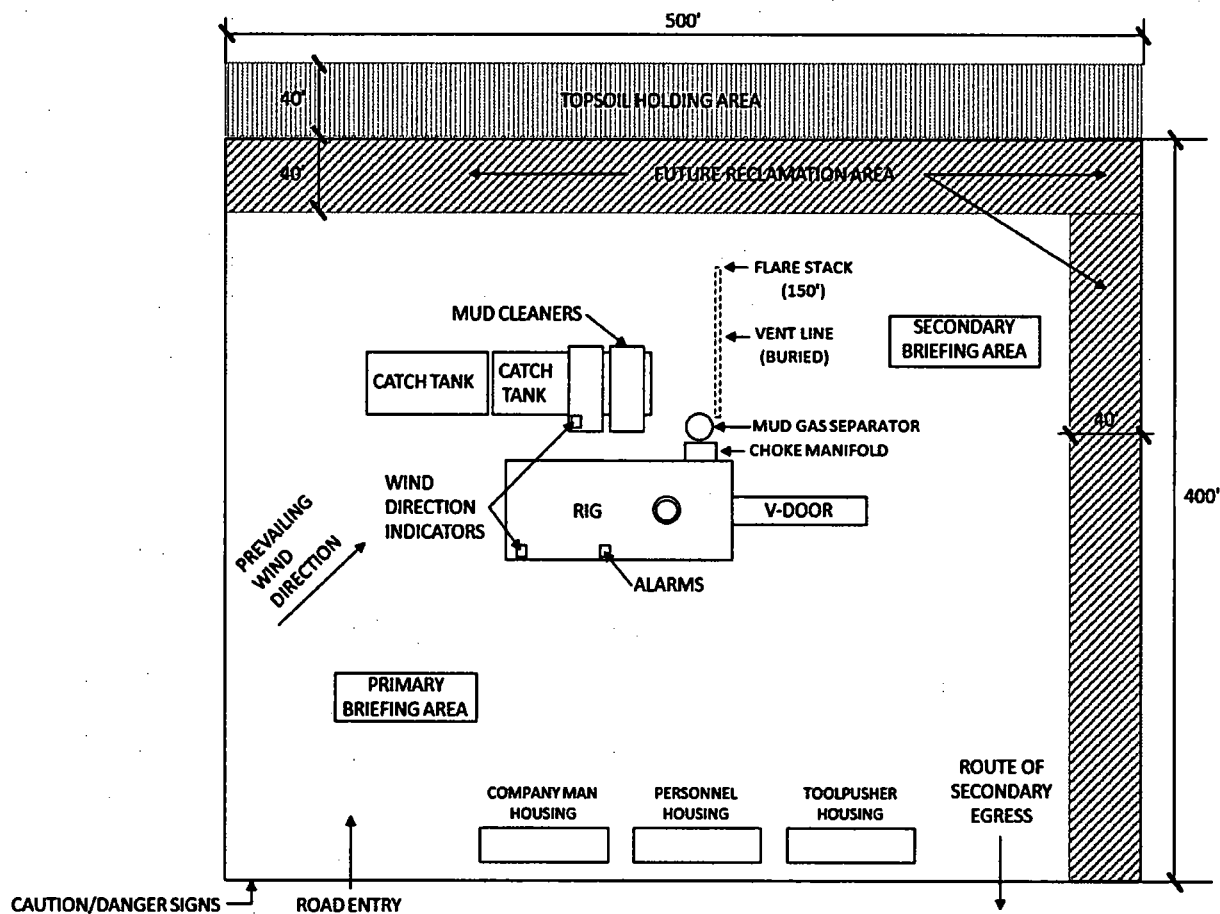 500'
40'
TOPSOIL HOLDING AREA
40'
FUTURE RECLAMATION AREA
FLARE STACK
(150')
MUD CLEANERS
VENT LINE
(BURIED)
SECONDARY
BRIEFING AREA
CATCH TANK
CATCH
TANK
MUD GAS SEPARATOR
CHOKE MANIFOLD
40'
400'
WIND
DIRECTION
INDICATORS
RIG
V-DOOR
PREVAILING
WIND
DIRECTION
ALARMS
PRIMARY
BRIEFING AREA
COMPANY MAN
HOUSING
PERSONNEL
HOUSING
TOOLPUSHER
HOUSING
ROUTE OF
SECONDARY
EGRESS
CAUTION/DANGER SIGNS
ROAD ENTRY